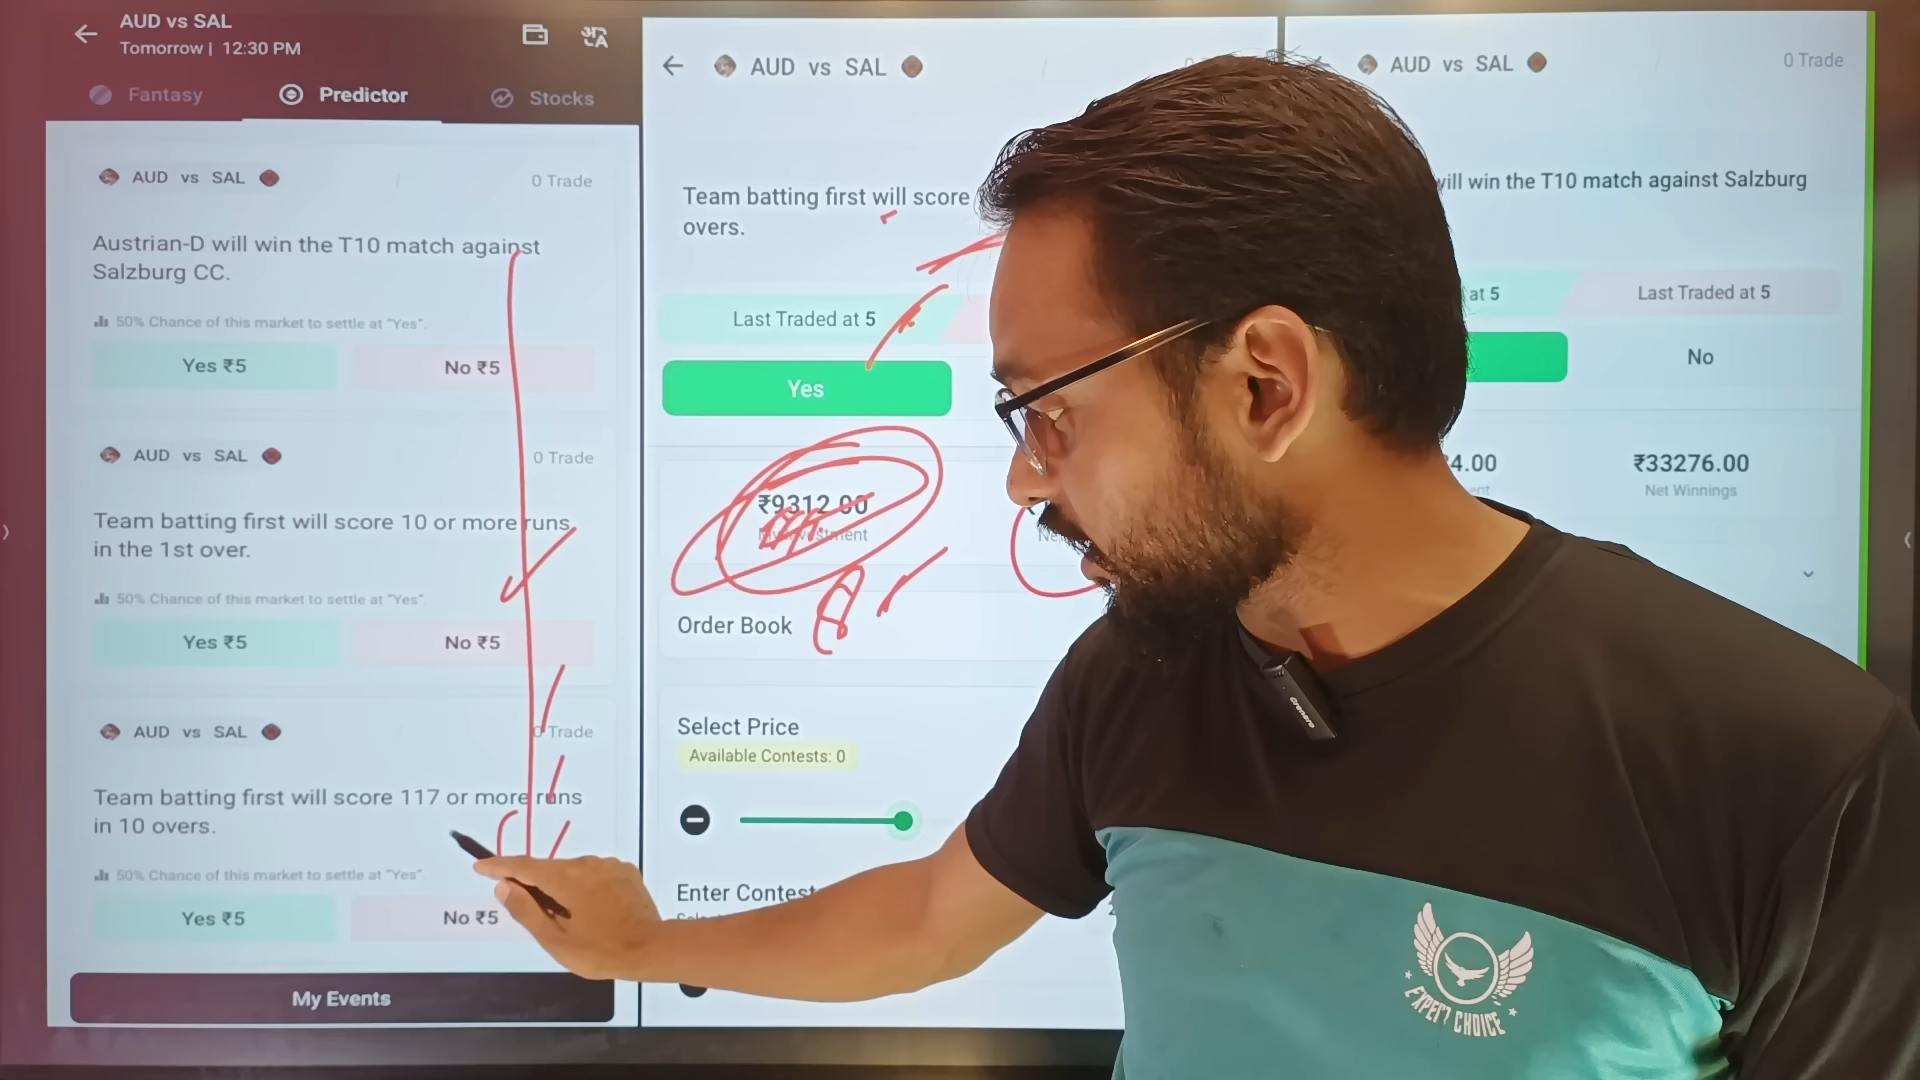 AUD vs SAL
Tomorrow | 12:30 PM
Fantasy
Predictor
Stocks
AUD vs SAL
0 Trade
Austrian-D will win the T10 match against
Salzburg CC.
50% Chance of this market to settle at "Yes".
Yes ₹5
No ₹5
AUD vs SAL
0 Trade
Team batting first will score 10 or more runs
in the 1st over.
50% Chance of this market to settle at "Yes".
Yes ₹5
No ₹5
AUD vs SAL
0 Trade
Team batting first will score 117 or more runs
in 10 overs.
50% Chance of this market to settle at "Yes".
Yes ₹5
No ₹5
My Events
AUD vs SAL
Team batting first will score
overs.
Last Traded at 5
Yes
₹9312.00
My Investment
Order Book
Select Price
Available Contests: 0
Enter Contest
AUD vs SAL
0 Trade
will win the T10 match against Salzburg
at 5
Last Traded at 5
No
4.00
₹33276.00
Net Winnings
EXPERT CHOICE